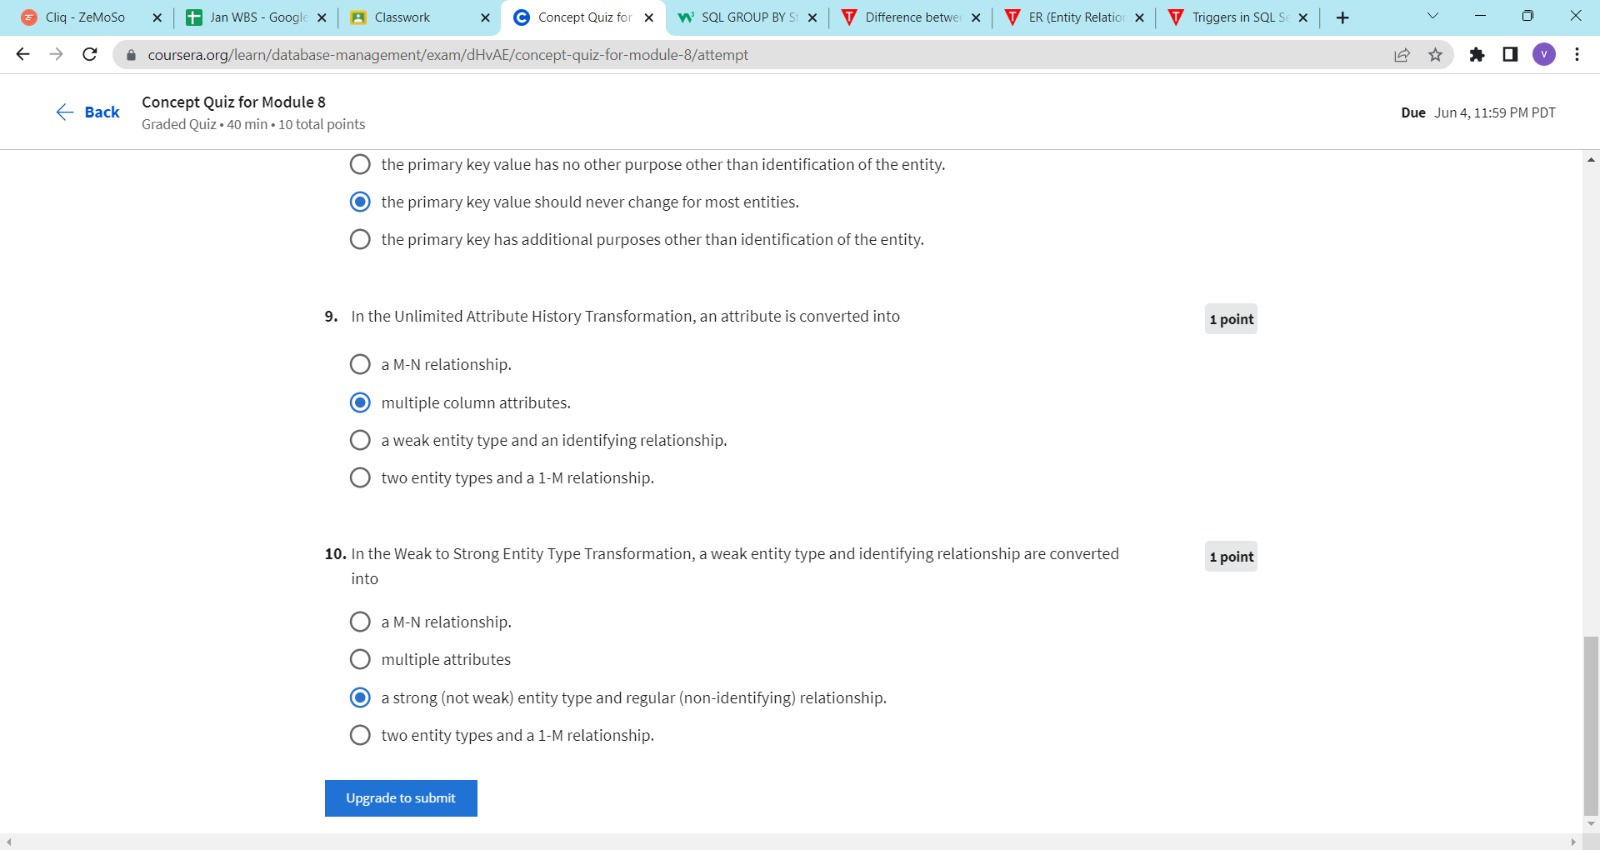 Cliq - ZeMoSo
Jan WBS - Google
Classwork
Concept Quiz for
SQL GROUP BY S
Difference betwe
ER (Entity Relation
Triggers in SQL Se
coursera.org/learn/database-management/exam/dHvAE/concept-quiz-for-module-8/attempt
V
Back
Concept Quiz for Module 8
Graded Quiz • 40 min • 10 total points
Due Jun 4, 11:59 PM PDT
the primary key value has no other purpose other than identification of the entity.
the primary key value should never change for most entities.
the primary key has additional purposes other than identification of the entity.
9. In the Unlimited Attribute History Transformation, an attribute is converted into
1 point
a M-N relationship.
multiple column attributes.
a weak entity type and an identifying relationship.
two entity types and a 1-M relationship.
10. In the Weak to Strong Entity Type Transformation, a weak entity type and identifying relationship are converted
into
1 point
a M-N relationship.
multiple attributes
a strong (not weak) entity type and regular (non-identifying) relationship.
two entity types and a 1-M relationship.
Upgrade to submit